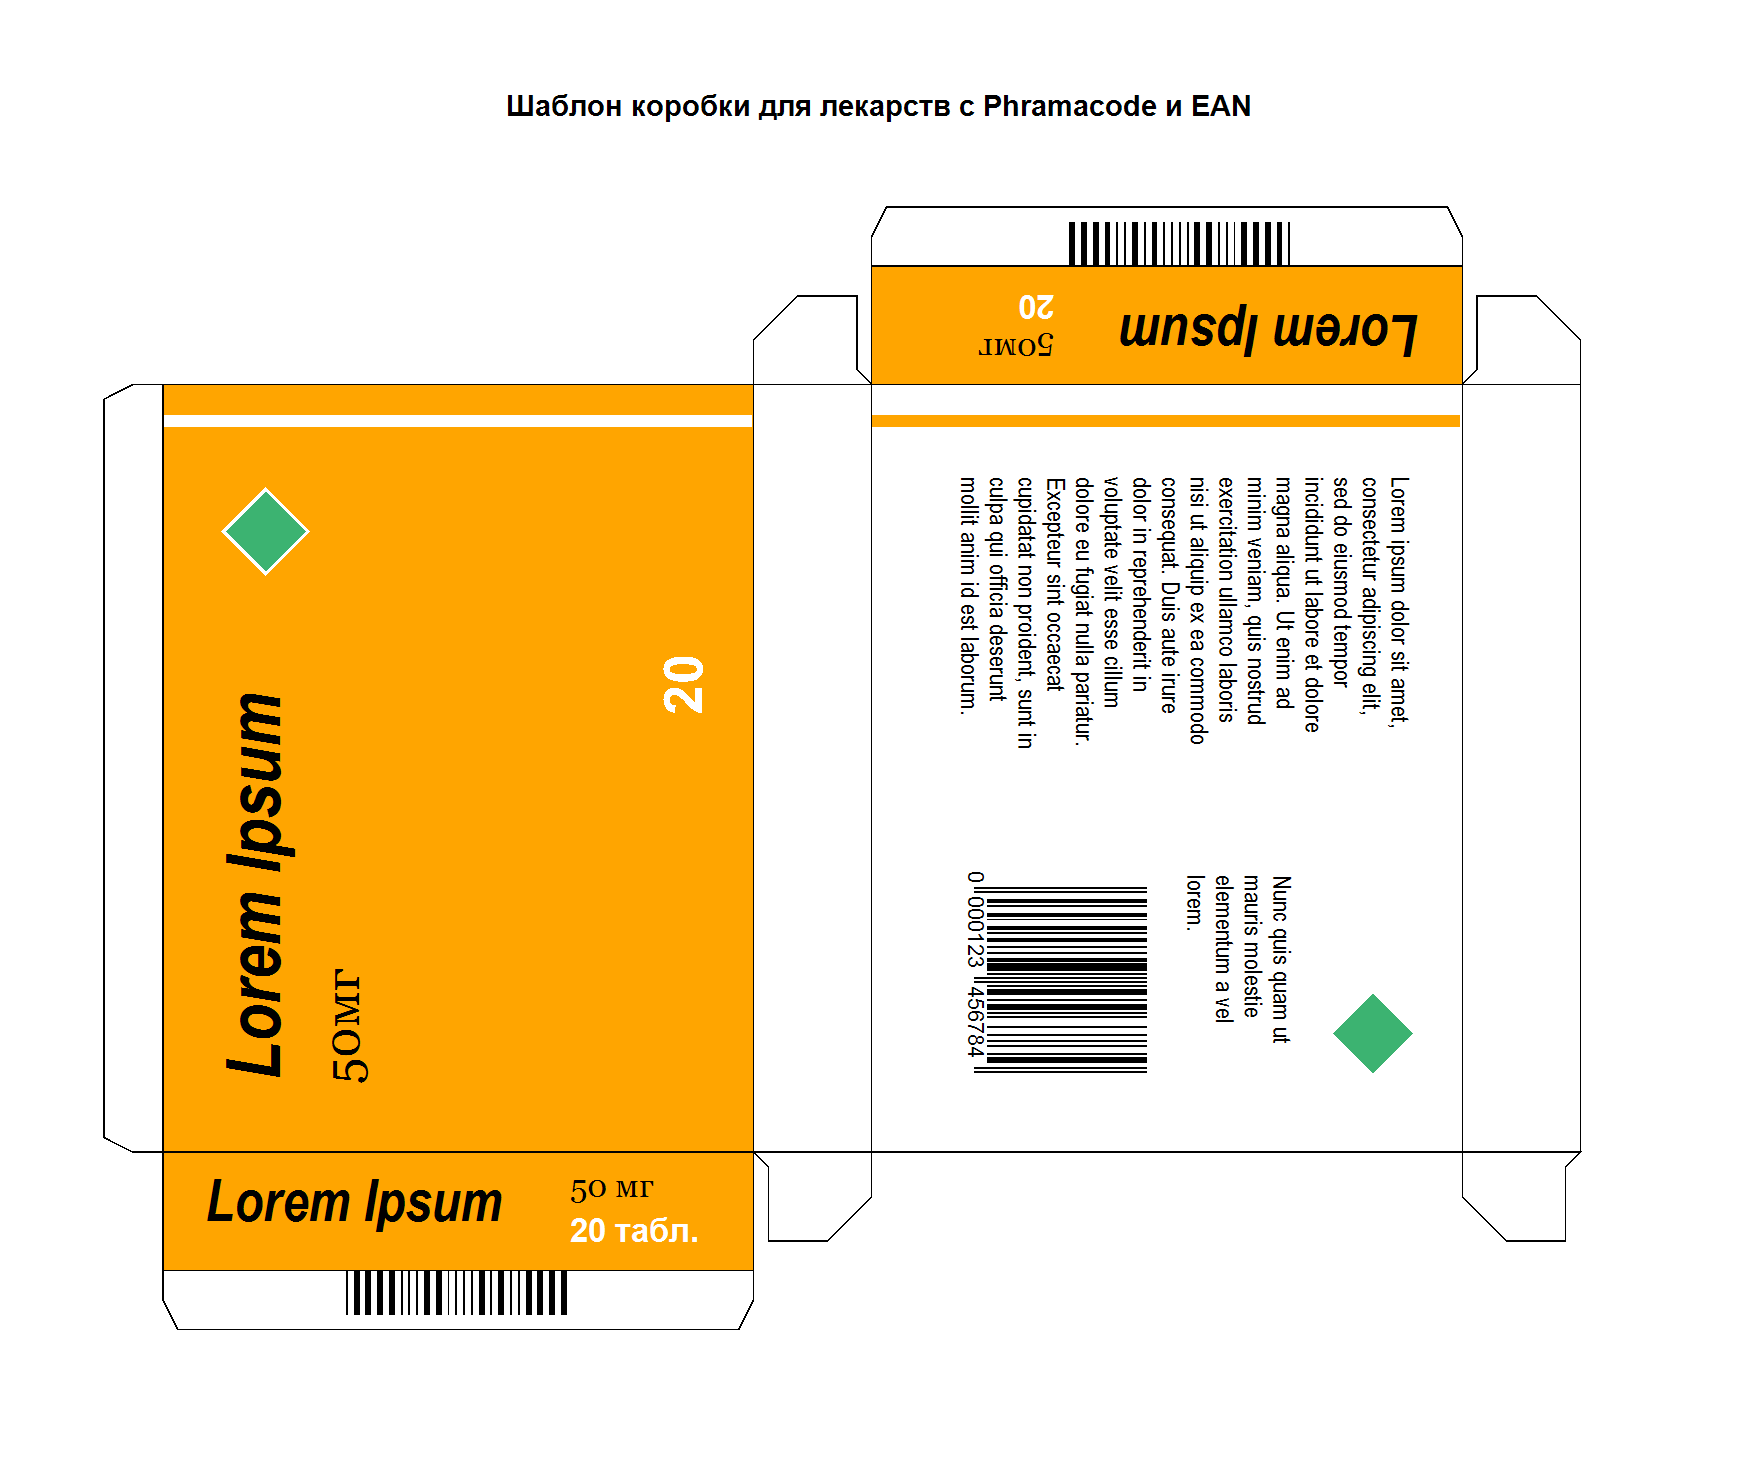 Шаблон коробки для лекарств с Phramacode и EAN
Lorem Ipsum
50мг
20
Lorem Ipsum
50мг
20
Lorem Ipsum
50 мг
20 табл.
Lorem ipsum dolor sit amet,
consectetur adipiscing elit,
sed do eiusmod tempor
incididunt ut labore et dolore
magna aliqua. Ut enim ad
minim veniam, quis nostrud
exercitation ullamco laboris
nisi ut aliquip ex ea commodo
consequat. Duis aute irure
dolor in reprehenderit in
voluptate velit esse cillum
dolore eu fugiat nulla pariatur.
Excepteur sint occaecat
cupidatat non proident, sunt in
culpa qui officia deserunt
mollit anim id est laborum.
Nunc quis quam ut
mauris molestie
elementum a vel
lorem.
0 000123 456784